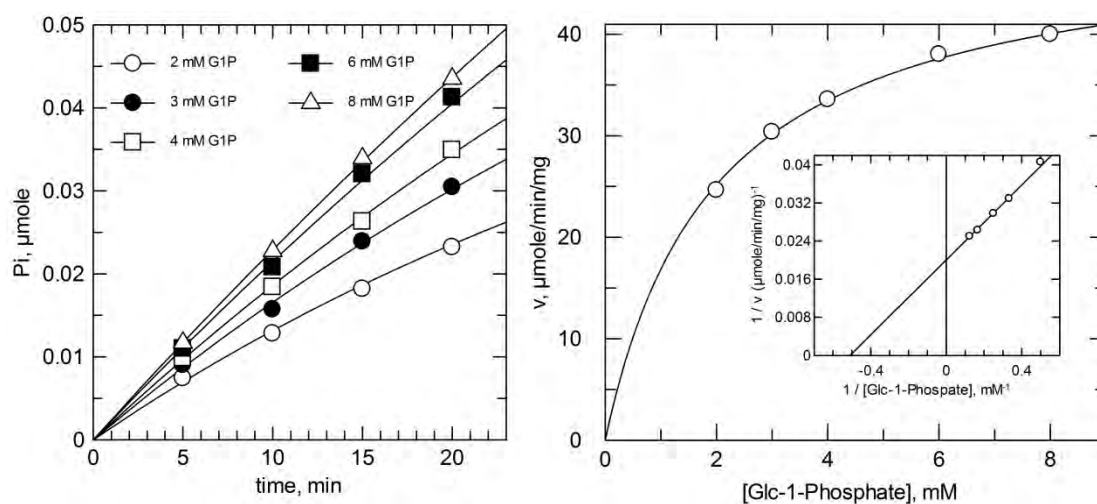 0.05
0.04
0.03
0.02
0.01
0
Pi, µmole
2 mM G1P
3 mM G1P
4 mM G1P
6 mM G1P
8 mM G1P
0 5 10 15 20
time, min
40
30
20
10
0
v, µmole/min/mg
0 2 4 6 8
[Glc-1-Phosphate], mM
0.04
0.032
0.024
0.016
0.008
0
1 / v (µmole/min/mg)-1
-0.4 0 0.4
1 / [Glc-1-Phospate], mM-1